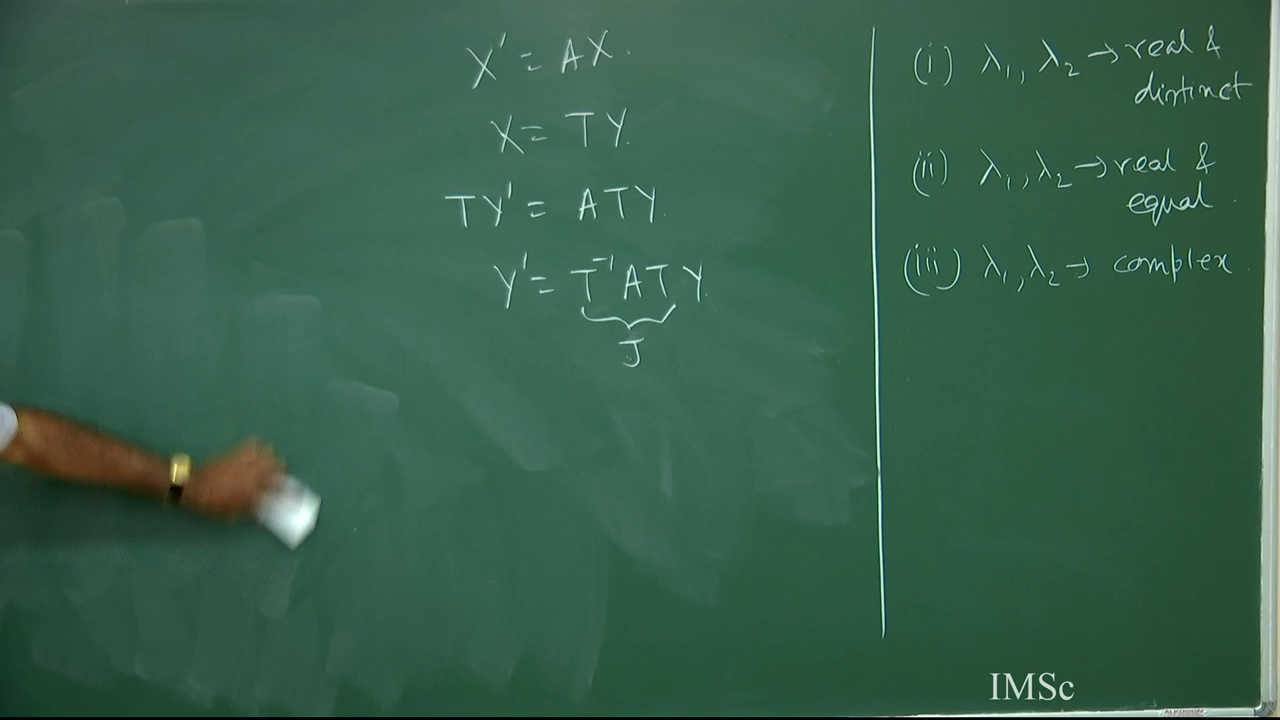 X' = AX.
X = TY.
TY' = ATY.
Y' = T⁻¹ATY.
J
(i) λ₁, λ₂ → real &
distinct
(ii) λ₁, λ₂ → real &
equal.
(iii) λ₁, λ₂ → complex.
IMSc